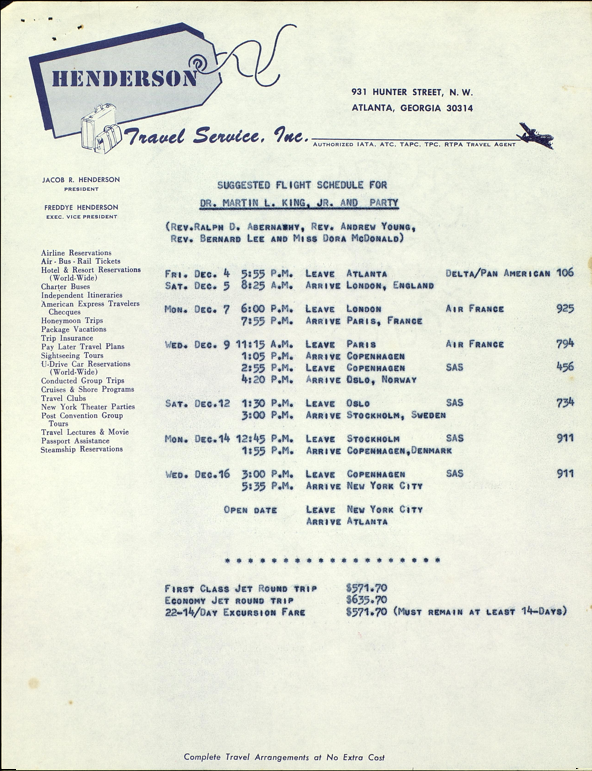 HENDERSON
Travel Service, Inc.
931 HUNTER STREET, N. W.
ATLANTA, GEORGIA 30314
AUTHORIZED IATA, ATC, TAPC, TPC, RTPA TRAVEL AGENT
JACOB R. HENDERSON
PRESIDENT
FREDDYE HENDERSON
EXEC. VICE PRESIDENT
Airline Reservations
Air - Bus - Rail Tickets
Hotel & Resort Reservations
(World-Wide)
Charter Buses
Independent Itineraries
American Express Travelers
Checques
Honeymoon Trips
Package Vacations
Trip Insurance
Pay Later Travel Plans
Sightseeing Tours
U-Drive Car Reservations
(World-Wide)
Conducted Group Trips
Cruises & Shore Programs
Travel Clubs
New York Theater Parties
Post Convention Group
Tours
Travel Lectures & Movie
Passport Assistance
Steamship Reservations
SUGGESTED FLIGHT SCHEDULE FOR
DR. MARTIN L. KING, JR. AND PARTY
(REV.RALPH D. ABERNATHY, REV. ANDREW YOUNG,
REV. BERNARD LEE AND MISS DORA MCDONALD)
FRI. DEC. 4 5:55 P.M. LEAVE ATLANTA DELTA/PAN AMERICAN 106
SAT. DEC. 5 8:25 A.M. ARRIVE LONDON, ENGLAND
MON. DEC. 7 6:00 P.M. LEAVE LONDON AIR FRANCE 925
7:55 P.M. ARRIVE PARIS, FRANCE
WED. DEC. 9 11:15 A.M. LEAVE PARIS AIR FRANCE 794
1:05 P.M. ARRIVE COPENHAGEN
2:55 P.M. LEAVE COPENHAGEN SAS 456
4:20 P.M. ARRIVE OSLO, NORWAY
SAT. DEC.12 1:30 P.M. LEAVE OSLO SAS 734
3:00 P.M. ARRIVE STOCKHOLM, SWEDEN
MON. DEC.14 12:45 P.M. LEAVE STOCKHOLM SAS 911
1:55 P.M. ARRIVE COPENHAGEN,DENMARK
WED. DEC.16 3:00 P.M. LEAVE COPENHAGEN SAS 911
5:35 P.M. ARRIVE NEW YORK CITY
OPEN DATE LEAVE NEW YORK CITY
ARRIVE ATLANTA
* * * * * * * * * * * * * * * * * *
FIRST CLASS JET ROUND TRIP $571.70
ECONOMY JET ROUND TRIP $635.70
22-14/DAY EXCURSION FARE $571.70 (MUST REMAIN AT LEAST 14-DAYS)
Complete Travel Arrangements at No Extra Cost